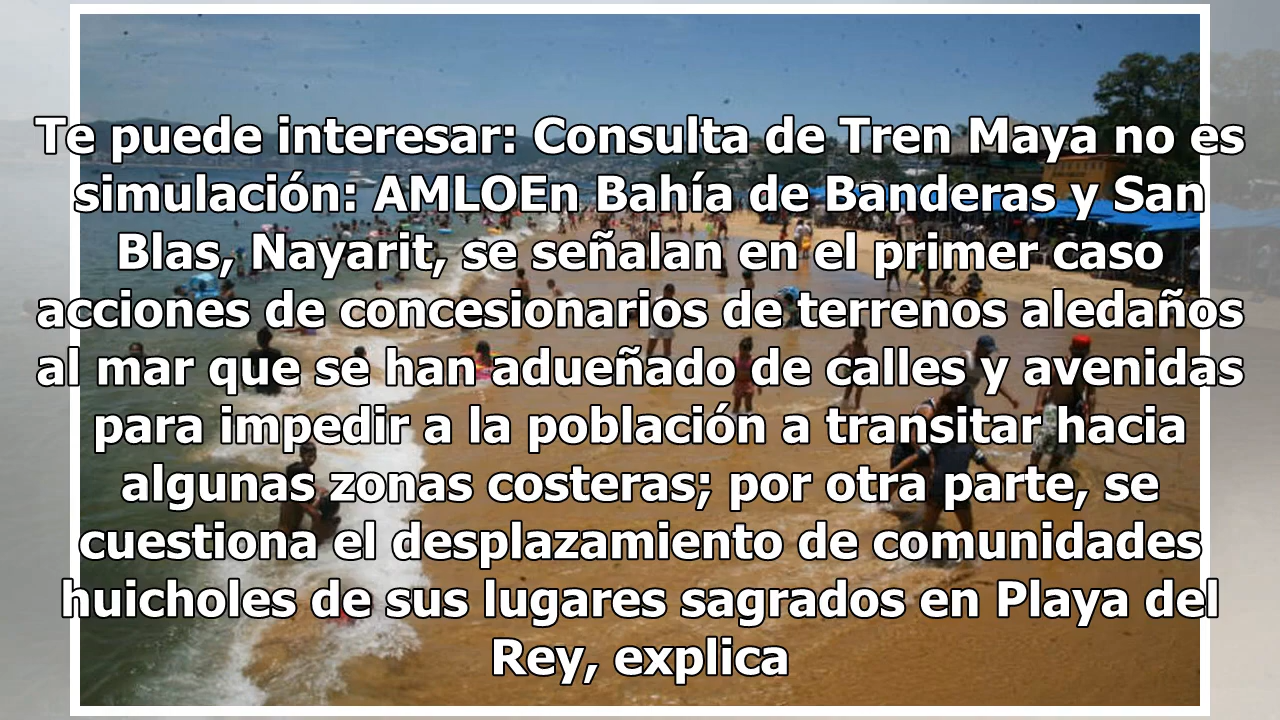 Te puede interesar: Consulta de Tren Maya no es
simulación: AMLOEn Bahía de Banderas y San
Blas, Nayarit, se señalan en el primer caso
acciones de concesionarios de terrenos aledaños
al mar que se han adueñado de calles y avenidas
para impedir a la población a transitar hacia
algunas zonas costeras; por otra parte, se
cuestiona el desplazamiento de comunidades
huicholes de sus lugares sagrados en Playa del
Rey, explica